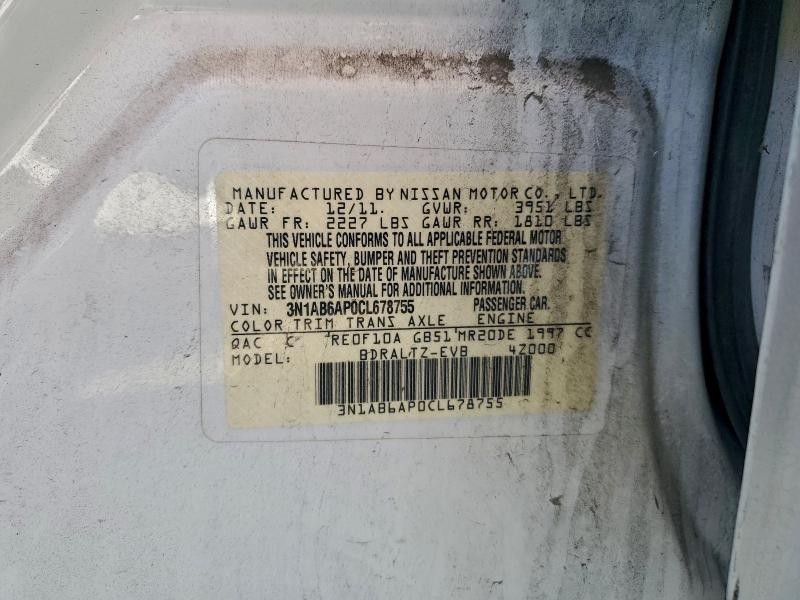 MANUFACTURED BY NISSAN MOTOR CO., LTD.
DATE: 12/11. GVWR: 3951 LBS
GAWR FR: 2227 LBS GAWR RR: 1810 LBS
THIS VEHICLE CONFORMS TO ALL APPLICABLE FEDERAL MOTOR
VEHICLE SAFETY, BUMPER AND THEFT PREVENTION STANDARDS
IN EFFECT ON THE DATE OF MANUFACTURE SHOWN ABOVE.
SEE OWNER'S MANUAL FOR ADDITIONAL INFORMATION.
VIN: 3N1AB6AP0CL678755 PASSENGER CAR.
COLOR TRIM TRANS AXLE ENGINE
QAC C RE0F10A GB51 MR20DE 1997 CC
MODEL: BDRALTZ-EVB 4Z000
3N1AB6AP0CL678755